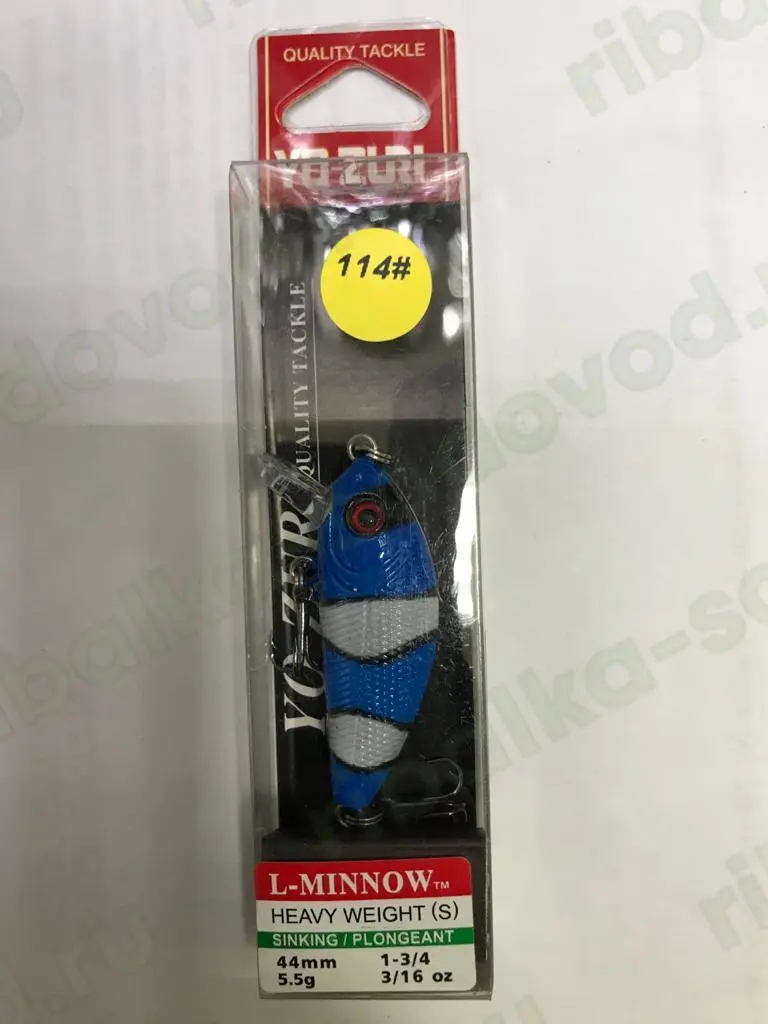 QUALITY TACKLE
YO-ZURI
114#
QUALITY TACKLE
L-MINNOW™
HEAVY WEIGHT (S)
SINKING / PLONGEANT
44mm 1-3/4
5.5g 3/16 oz